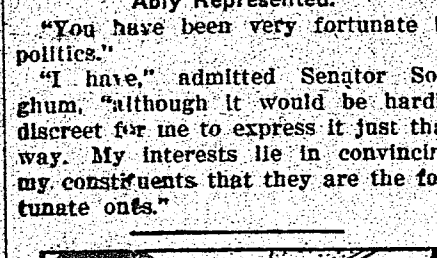 Ably Represented.
"You have been very fortunate
politics."
"I have," admitted Senator So
ghum, "although it would be hard
discreet for me to express it just tha
way. My interests lie in convincin
my constituents that they are the fo
tunate ones."